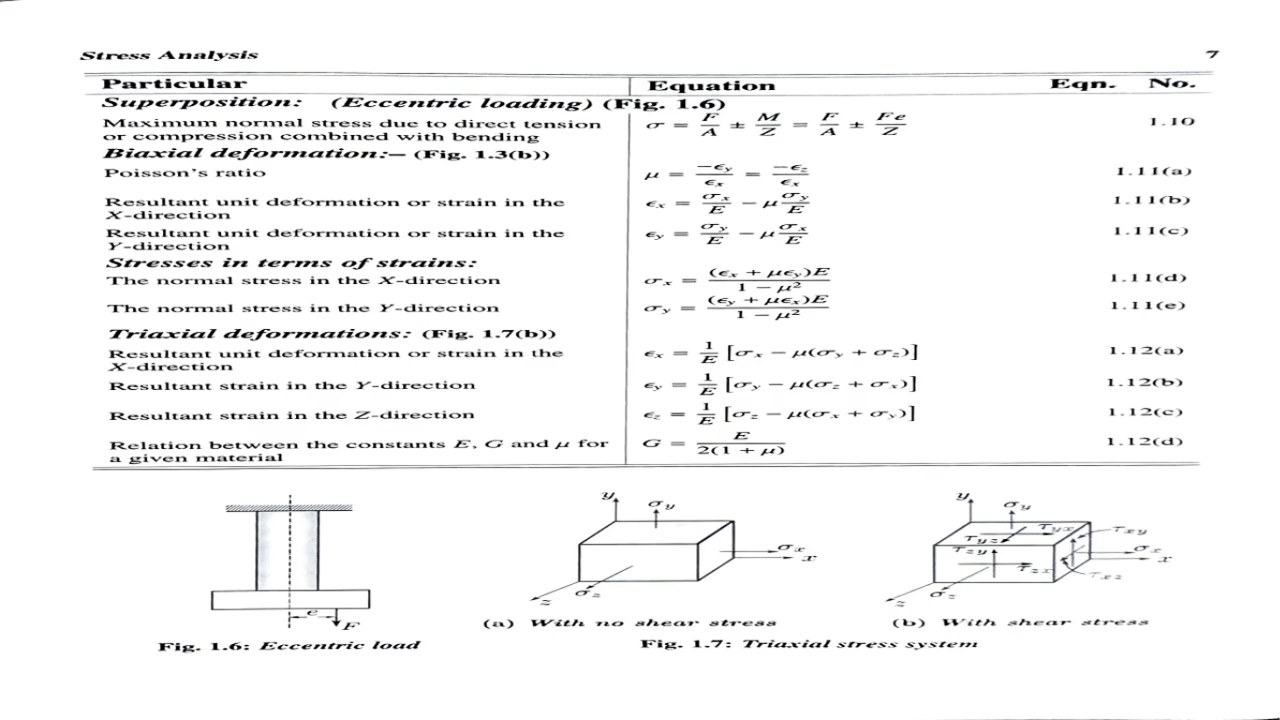 Stress Analysis 7
Particular Equation Eqn. No.
Superposition: (Eccentric loading) (Fig. 1.6)
Maximum normal stress due to direct tension σ = F/A ± M/Z = F/A ± Fe/Z 1.10
or compression combined with bending
Biaxial deformation:– (Fig. 1.3(b))
Poisson's ratio μ = −ϵy/ϵx = −ϵz/ϵx 1.11(a)
Resultant unit deformation or strain in the ϵx = σx/E − μ σy/E 1.11(b)
X-direction
Resultant unit deformation or strain in the ϵy = σy/E − μ σx/E 1.11(c)
Y-direction
Stresses in terms of strains:
The normal stress in the X-direction σx = (ϵx + μϵy)E / 1 − μ² 1.11(d)
The normal stress in the Y-direction σy = (ϵy + μϵx)E / 1 − μ² 1.11(e)
Triaxial deformations: (Fig. 1.7(b))
Resultant unit deformation or strain in the ϵx = 1/E [σx − μ(σy + σz)] 1.12(a)
X-direction
Resultant strain in the Y-direction ϵy = 1/E [σy − μ(σz + σx)] 1.12(b)
Resultant strain in the Z-direction ϵz = 1/E [σz − μ(σx + σy)] 1.12(c)
Relation between the constants E, G and μ for G = E / 2(1 + μ) 1.12(d)
a given material
e
F
Fig. 1.6: Eccentric load
y σy
σx
x
σz
z
(a) With no shear stress
y σy
τyx τxy
τyz
τzy σx
x
τzx τxz
σz
z
(b) With shear stress
Fig. 1.7: Triaxial stress system